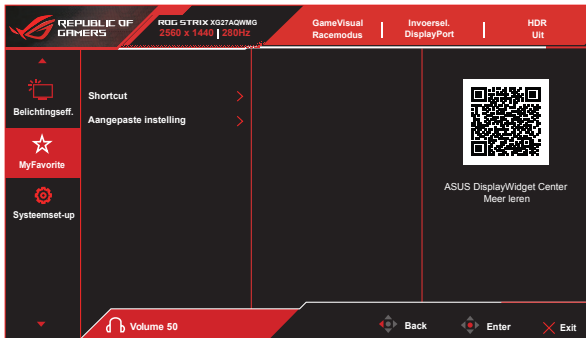 REPUBLIC OF
GAMERS
ROG STRIX XG27AQWMG
2560 x 1440 | 280Hz
GameVisual
Racemodus
Invoersel.
DisplayPort
HDR
Uit
Belichtingseff.
MyFavorite
Systeemset-up
Shortcut
Aangepaste instelling
ASUS DisplayWidget Center
Meer leren
Volume 50
Back
Enter
Exit